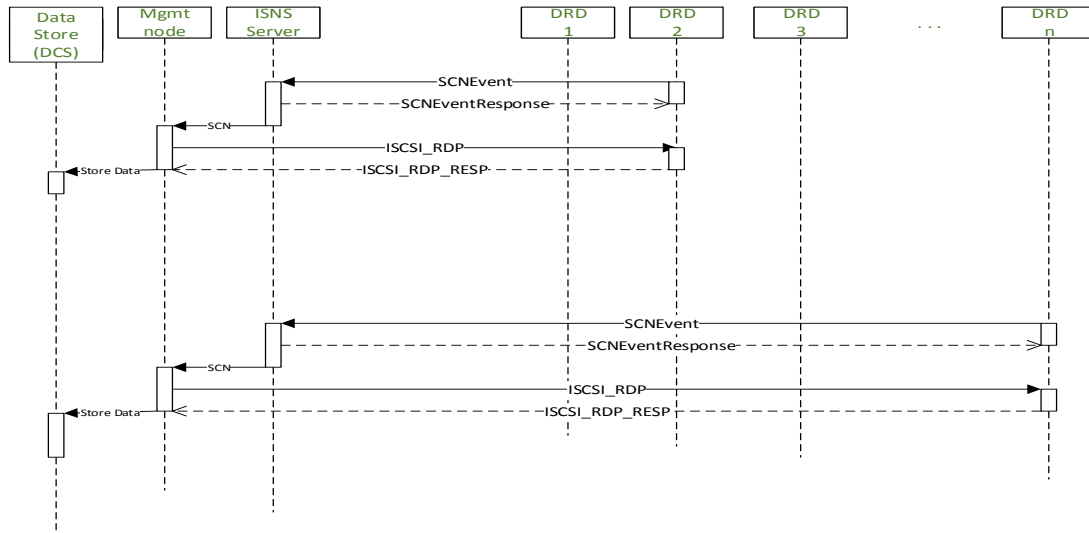 Data
Store
(DCS)
Mgmt
node
ISNS
Server
DRD
1
DRD
2
DRD
3
...
DRD
n
SCNEvent
SCNEventResponse
SCN
ISCSI_RDP
ISCSI_RDP_RESP
Store Data
SCNEvent
SCNEventResponse
SCN
ISCSI_RDP
ISCSI_RDP_RESP
Store Data